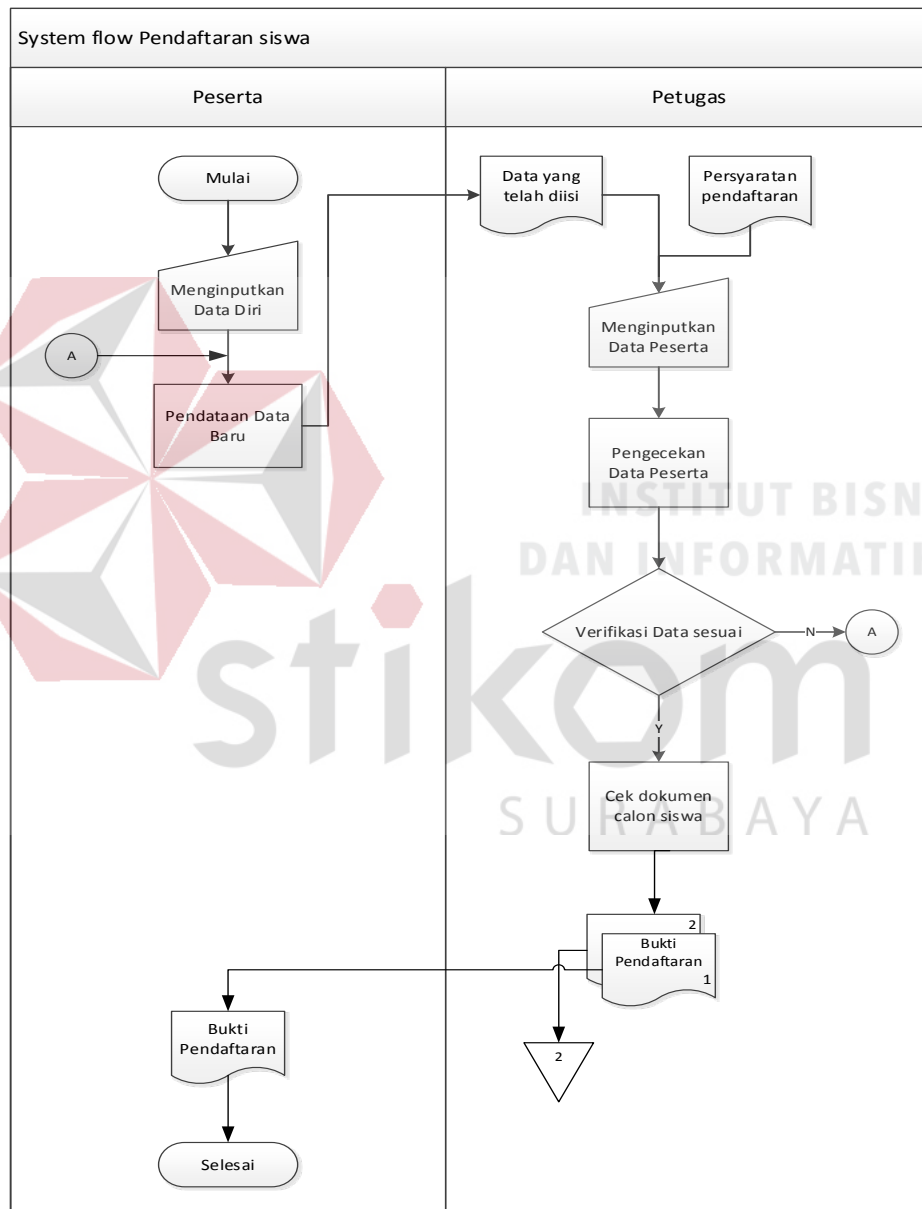 System flow Pendaftaran siswa
Peserta
Petugas
Mulai
Menginputkan
Data Diri
A
Pendataan Data
Baru
Data yang
telah diisi
Persyaratan
pendaftaran
Menginputkan
Data Peserta
Pengecekan
Data Peserta
Verifikasi Data sesuai
N
A
Y
Cek dokumen
calon siswa
2
Bukti
Pendaftaran
1
2
Bukti
Pendaftaran
Selesai
INSTITUT BISN
DAN INFORMATI
stikom
SURABAYA